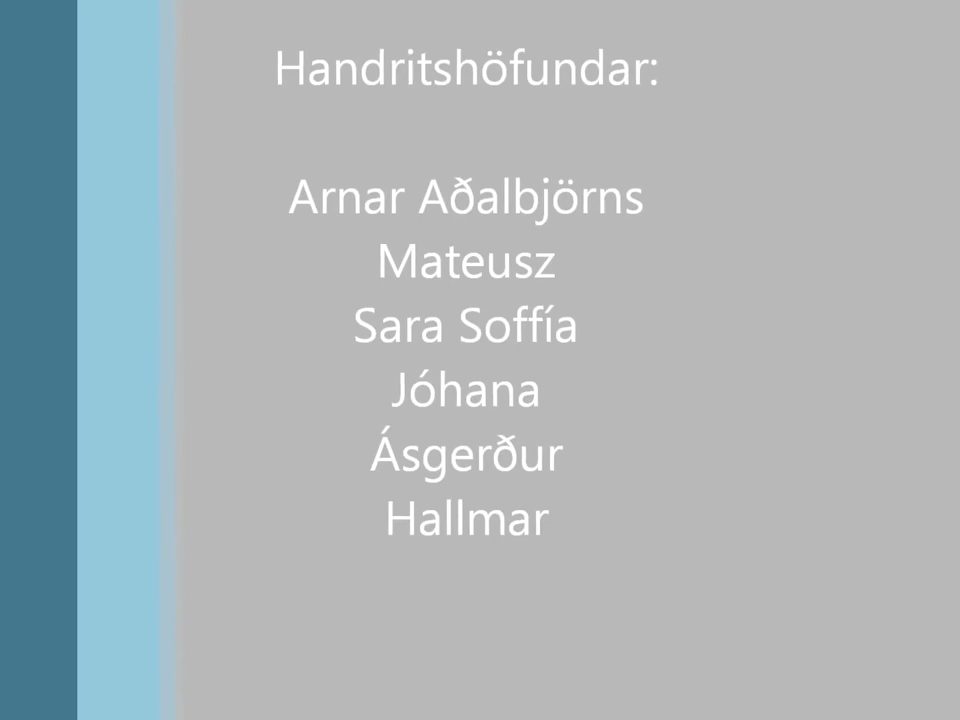 Handritshöfundar:
Arnar Aðalbjörns
Mateusz
Sara Soffía
Jóhana
Ásgerður
Hallmar